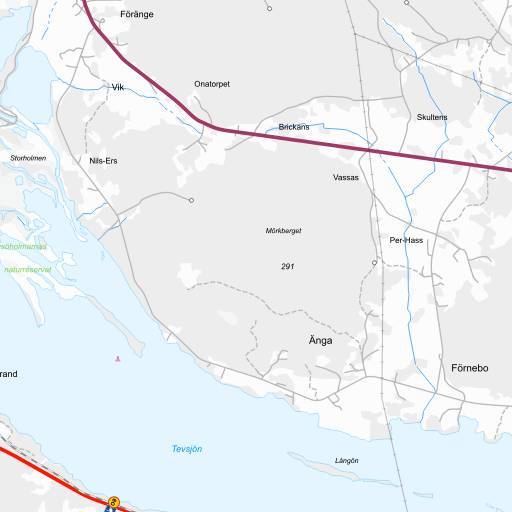 Föränge
Onatorpet
Vik
Skultens
Brickans
Storholmen
Nils-Ers
Vassas
Mörkberget
Per-Hass
naturreservat
291
Änga
Förnebo
rand
Tevsjön
Långön